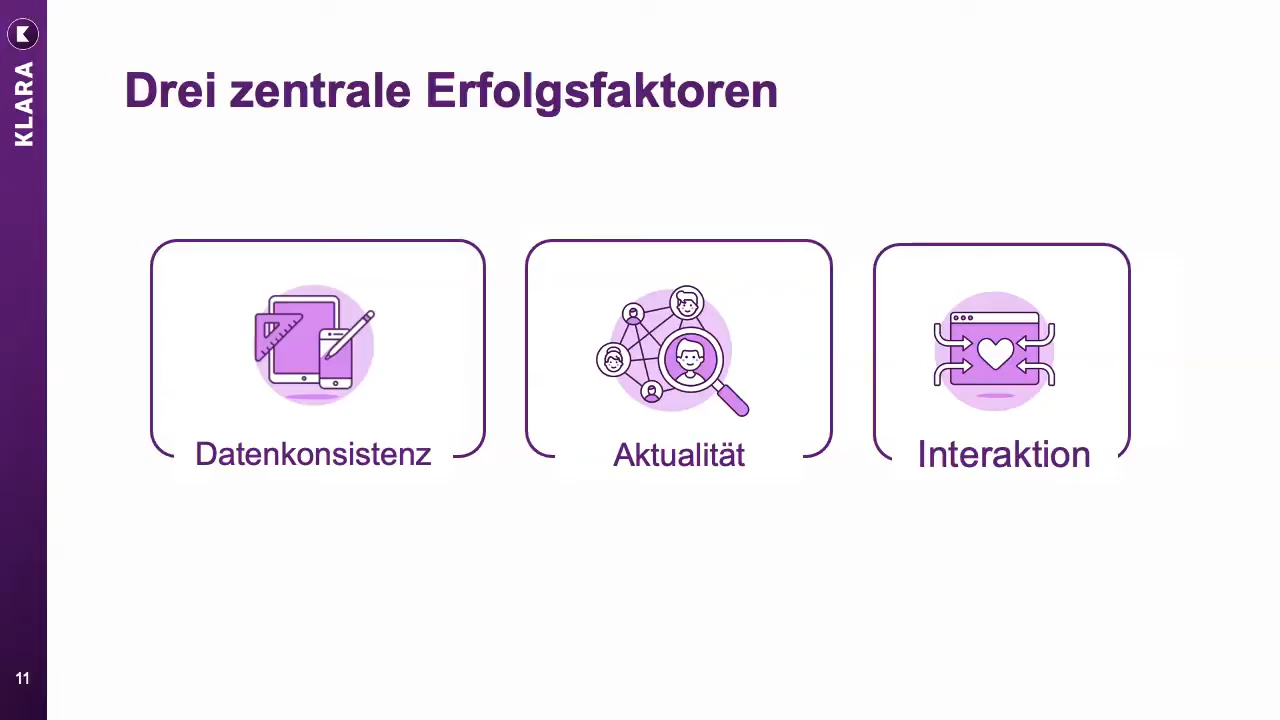 KLARA
Drei zentrale Erfolgsfaktoren
Datenkonsistenz
Aktualität
Interaktion
11